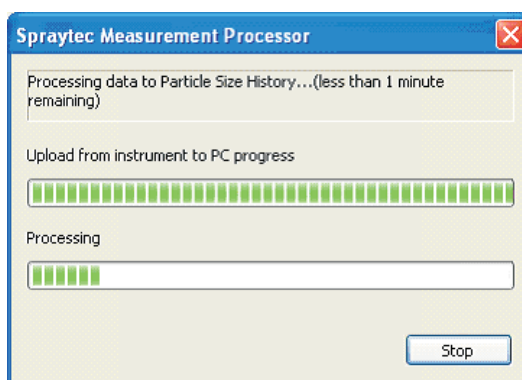 Spraytec Measurement Processor
Processing data to Particle Size History...(less than 1 minute
remaining)
Upload from instrument to PC progress
Processing
Stop